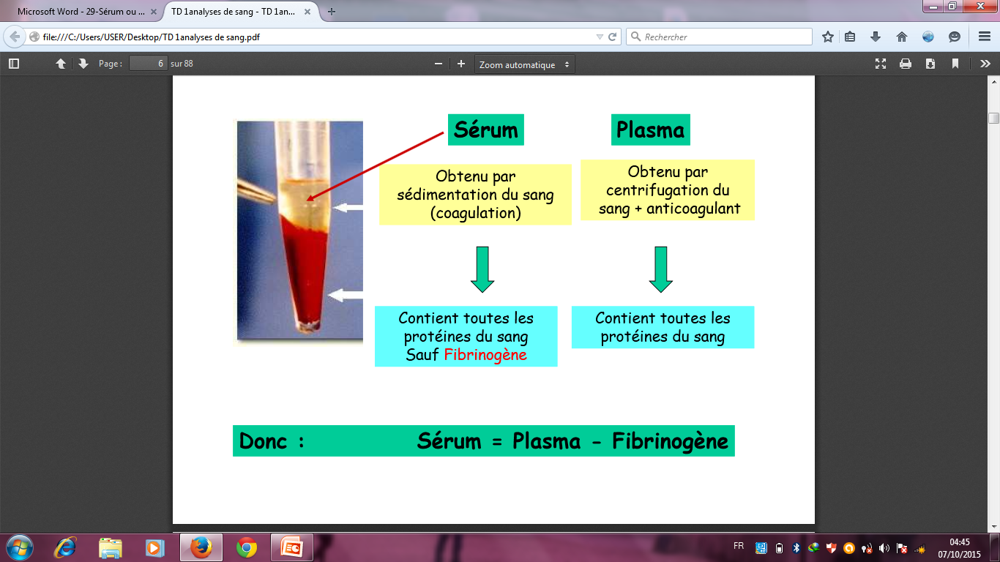 Microsoft Word - 29-Sérum ou ...
TD 1analyses de sang - TD 1an...
file:///C:/Users/USER/Desktop/TD 1analyses de sang.pdf
Rechercher
Page : 6 sur 88
Zoom automatique
Sérum
Plasma
Obtenu par
sédimentation du sang
(coagulation)
Obtenu par
centrifugation du
sang + anticoagulant
Contient toutes les
protéines du sang
Sauf Fibrinogène
Contient toutes les
protéines du sang
Donc : Sérum = Plasma - Fibrinogène
FR
04:45
07/10/2015